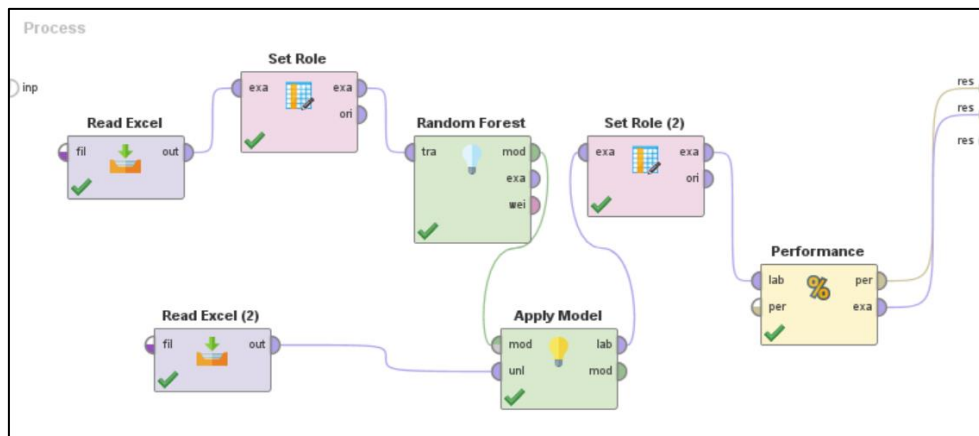 Process
inp
res
res
res
Set Role
exa exa
ori
Read Excel
fil out
Random Forest
tra mod
exa
wei
Set Role (2)
exa exa
ori
Performance
lab per
per exa
%
Read Excel (2)
fil out
Apply Model
mod lab
unl mod